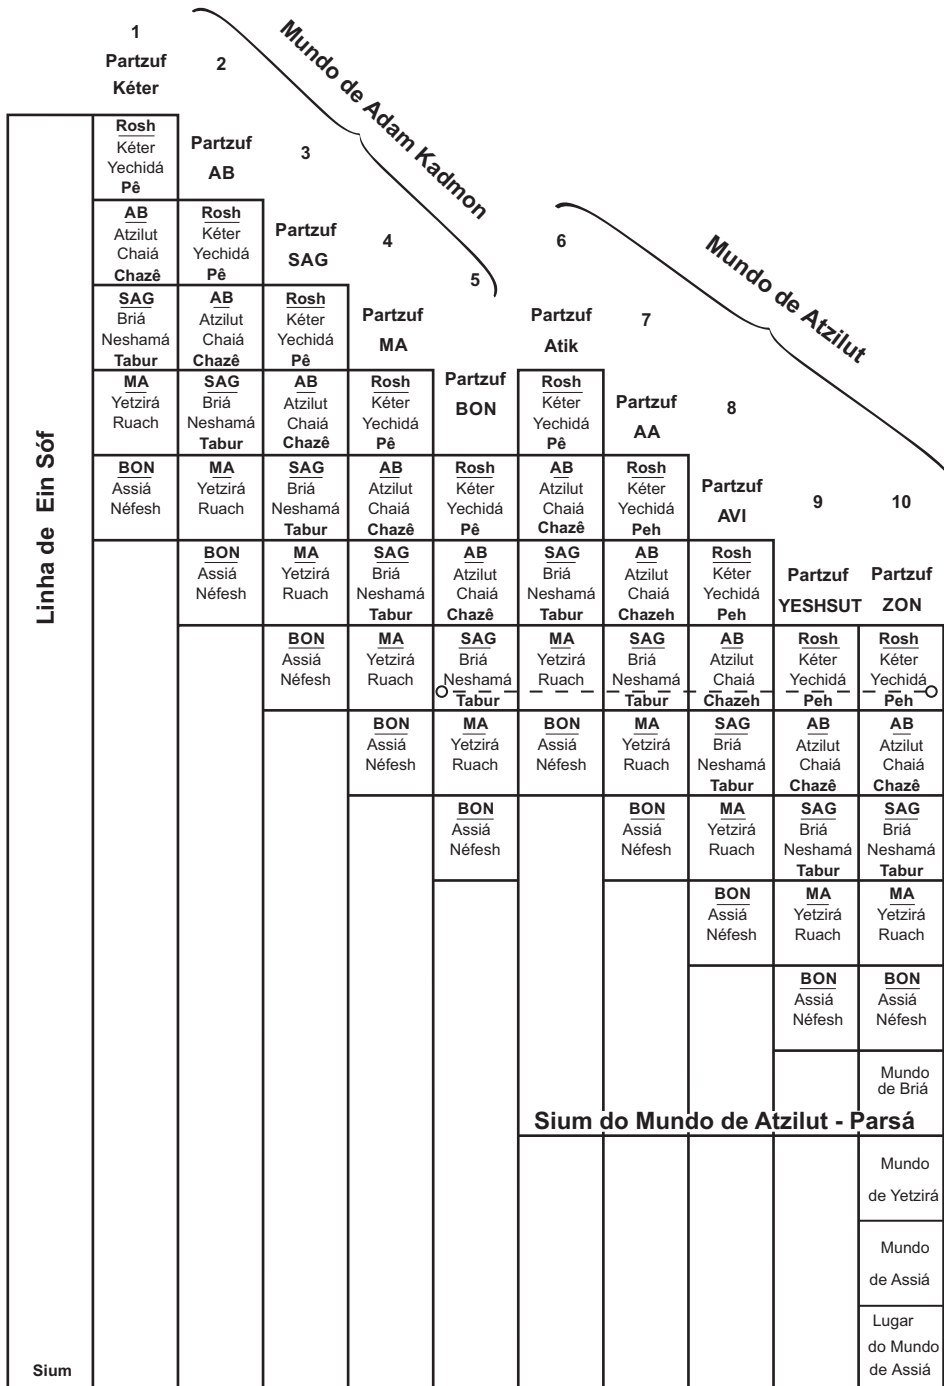 Mundo de Adam Kadmon
Mundo de Atzilut
1
Partzuf
Kéter
2
Partzuf
AB
3
Partzuf
SAG
4
Partzuf
MA
5
Partzuf
BON
6
Partzuf
Atik
7
Partzuf
AA
8
Partzuf
AVI
9
Partzuf
YESHSUT
10
Partzuf
ZON
Linha de Ein Sóf
Sium
Rosh
Kéter
Yechidá
Pê
AB
Atzilut
Chaiá
Chazê
SAG
Briá
Neshamá
Tabur
MA
Yetzirá
Ruach
BON
Assiá
Néfesh
Rosh
Kéter
Yechidá
Pê
AB
Atzilut
Chaiá
Chazê
SAG
Briá
Neshamá
Tabur
MA
Yetzirá
Ruach
BON
Assiá
Néfesh
Rosh
Kéter
Yechidá
Pê
AB
Atzilut
Chaiá
Chazê
SAG
Briá
Neshamá
Tabur
MA
Yetzirá
Ruach
BON
Assiá
Néfesh
Rosh
Kéter
Yechidá
Pê
AB
Atzilut
Chaiá
Chazê
SAG
Briá
Neshamá
Tabur
MA
Yetzirá
Ruach
BON
Assiá
Néfesh
Rosh
Kéter
Yechidá
Pê
AB
Atzilut
Chaiá
Chazê
SAG
Briá
Neshamá
Tabur
MA
Yetzirá
Ruach
BON
Assiá
Néfesh
Rosh
Kéter
Yechidá
Pê
AB
Atzilut
Chaiá
Chazê
SAG
Briá
Neshamá
Tabur
MA
Yetzirá
Ruach
BON
Assiá
Néfesh
Rosh
Kéter
Yechidá
Peh
AB
Atzilut
Chaiá
Chazeh
SAG
Briá
Neshamá
Tabur
MA
Yetzirá
Ruach
BON
Assiá
Néfesh
Rosh
Kéter
Yechidá
Peh
AB
Atzilut
Chaiá
Chazeh
SAG
Briá
Neshamá
Tabur
MA
Yetzirá
Ruach
BON
Assiá
Néfesh
Rosh
Kéter
Yechidá
Peh
AB
Atzilut
Chaiá
Chazê
SAG
Briá
Neshamá
Tabur
MA
Yetzirá
Ruach
BON
Assiá
Néfesh
Rosh
Kéter
Yechidá
Peh
AB
Atzilut
Chaiá
Chazê
SAG
Briá
Neshamá
Tabur
MA
Yetzirá
Ruach
BON
Assiá
Néfesh
Mundo
de Briá
Sium do Mundo de Atzilut - Parsá
Mundo
de Yetzirá
Mundo
de Assiá
Lugar
do Mundo
de Assiá